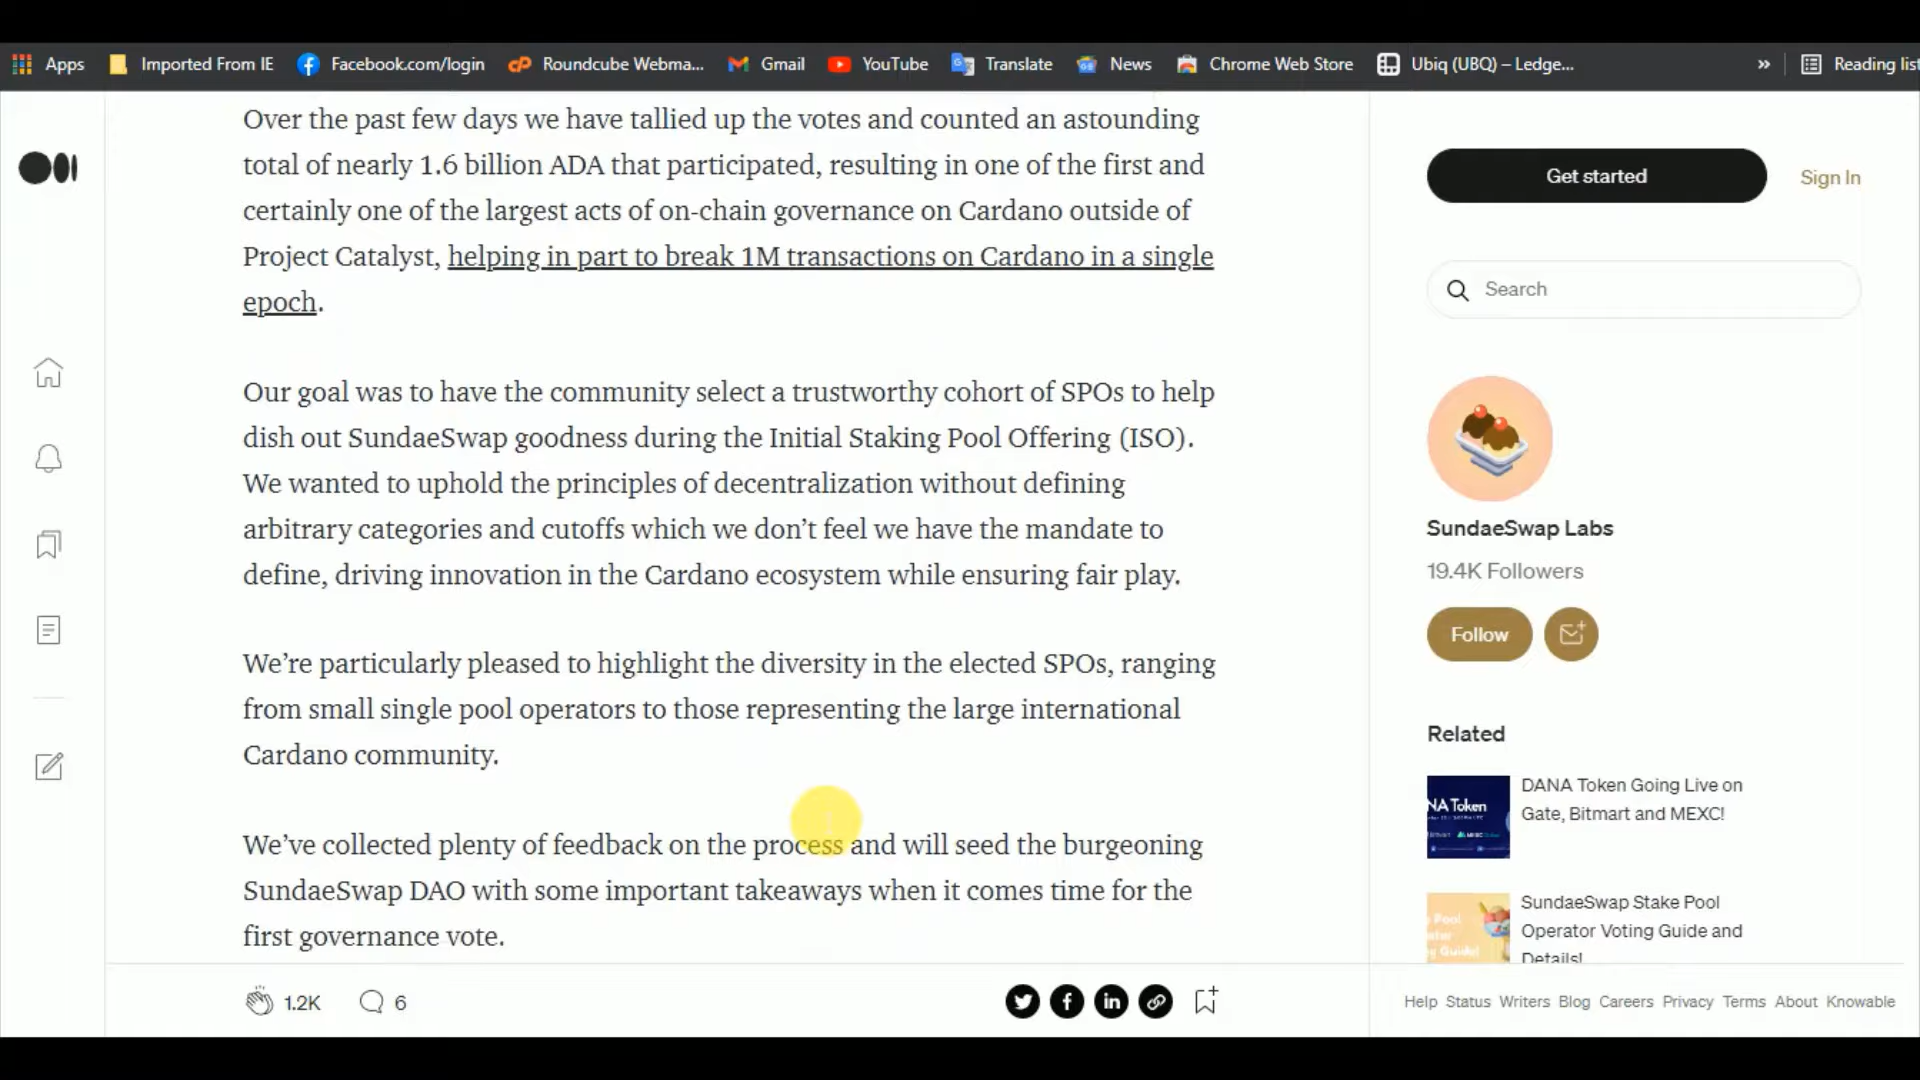 Apps Imported From IE Facebook.com/login Roundcube Webma... Gmail YouTube Translate News Chrome Web Store Ubiq (UBQ) – Ledge... » Reading list
Over the past few days we have tallied up the votes and counted an astounding
total of nearly 1.6 billion ADA that participated, resulting in one of the first and
certainly one of the largest acts of on-chain governance on Cardano outside of
Project Catalyst, helping in part to break 1M transactions on Cardano in a single
epoch.
Our goal was to have the community select a trustworthy cohort of SPOs to help
dish out SundaeSwap goodness during the Initial Staking Pool Offering (ISO).
We wanted to uphold the principles of decentralization without defining
arbitrary categories and cutoffs which we don’t feel we have the mandate to
define, driving innovation in the Cardano ecosystem while ensuring fair play.
We’re particularly pleased to highlight the diversity in the elected SPOs, ranging
from small single pool operators to those representing the large international
Cardano community.
We’ve collected plenty of feedback on the process and will seed the burgeoning
SundaeSwap DAO with some important takeaways when it comes time for the
first governance vote.
1.2K 6
Get started Sign In
Search
SundaeSwap Labs
19.4K Followers
Follow
Related
NA Token
DANA Token Going Live on
Gate, Bitmart and MEXC!
SundaeSwap Stake Pool
Operator Voting Guide and
Details!
Help Status Writers Blog Careers Privacy Terms About Knowable